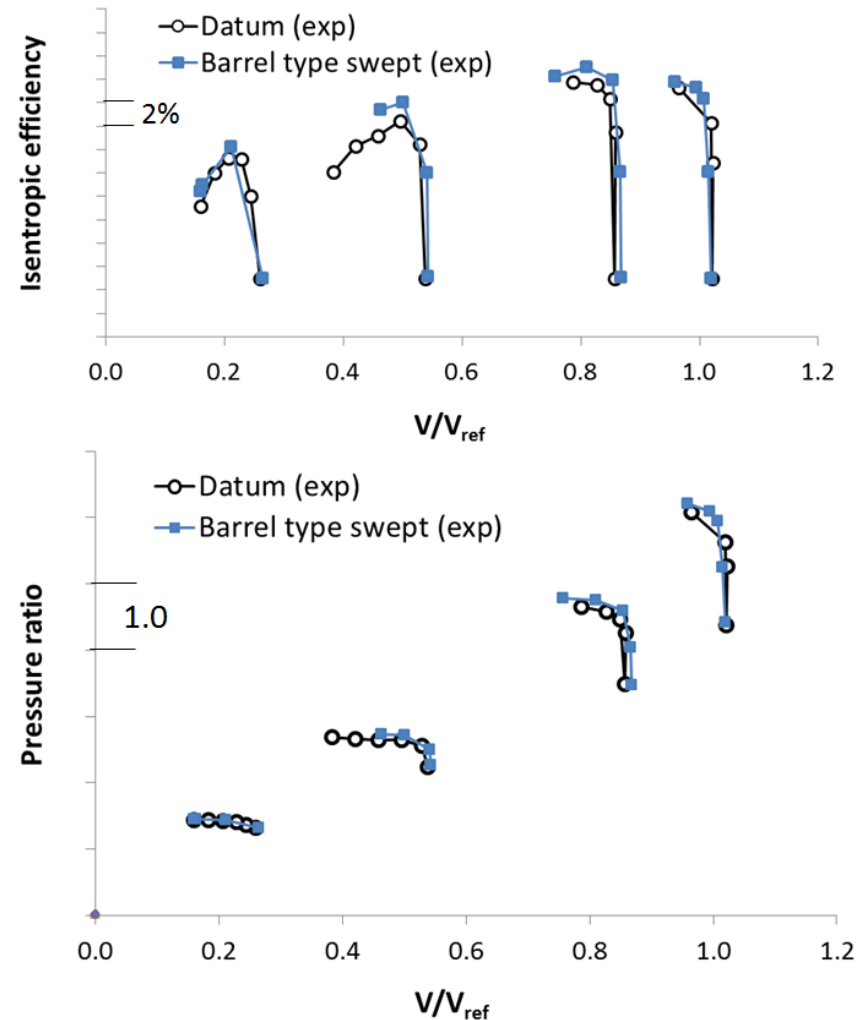 Datum (exp)
Barrel type swept (exp)
Isentropic efficiency
2%
0.0 0.2 0.4 0.6 0.8 1.0 1.2
V/Vref
Datum (exp)
Barrel type swept (exp)
Pressure ratio
1.0
0.0 0.2 0.4 0.6 0.8 1.0 1.2
V/Vref